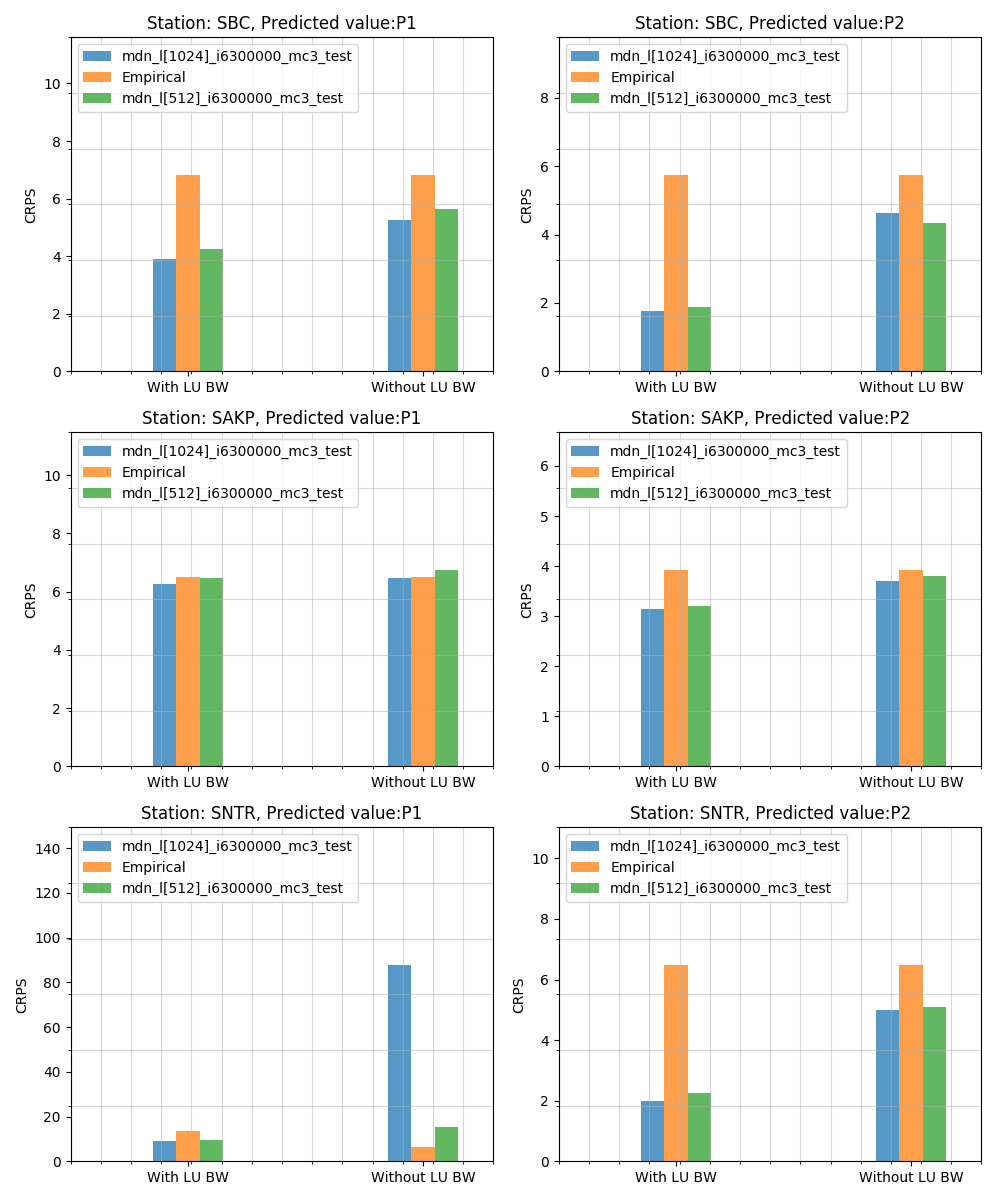 Station: SBC, Predicted value:P1
mdn_l[1024]_i6300000_mc3_test
Empirical
mdn_l[512]_i6300000_mc3_test
10
8
6
4
2
0
CRPS
With LU BW
Without LU BW
Station: SBC, Predicted value:P2
mdn_l[1024]_i6300000_mc3_test
Empirical
mdn_l[512]_i6300000_mc3_test
8
6
4
2
0
CRPS
With LU BW
Without LU BW
Station: SAKP, Predicted value:P1
mdn_l[1024]_i6300000_mc3_test
Empirical
mdn_l[512]_i6300000_mc3_test
10
8
6
4
2
0
CRPS
With LU BW
Without LU BW
Station: SAKP, Predicted value:P2
mdn_l[1024]_i6300000_mc3_test
Empirical
mdn_l[512]_i6300000_mc3_test
6
5
4
3
2
1
0
CRPS
With LU BW
Without LU BW
Station: SNTR, Predicted value:P1
mdn_l[1024]_i6300000_mc3_test
Empirical
mdn_l[512]_i6300000_mc3_test
140
120
100
80
60
40
20
0
CRPS
With LU BW
Without LU BW
Station: SNTR, Predicted value:P2
mdn_l[1024]_i6300000_mc3_test
Empirical
mdn_l[512]_i6300000_mc3_test
10
8
6
4
2
0
CRPS
With LU BW
Without LU BW